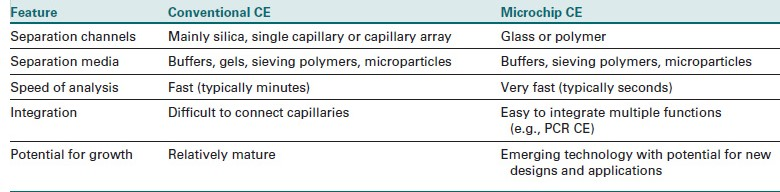 Feature Conventional CE Microchip CE
Separation channels Mainly silica, single capillary or capillary array Glass or polymer
Separation media Buffers, gels, sieving polymers, microparticles Buffers, sieving polymers, microparticles
Speed of analysis Fast (typically minutes) Very fast (typically seconds)
Integration Difficult to connect capillaries Easy to integrate multiple functions
(e.g., PCR CE)
Potential for growth Relatively mature Emerging technology with potential for new
designs and applications